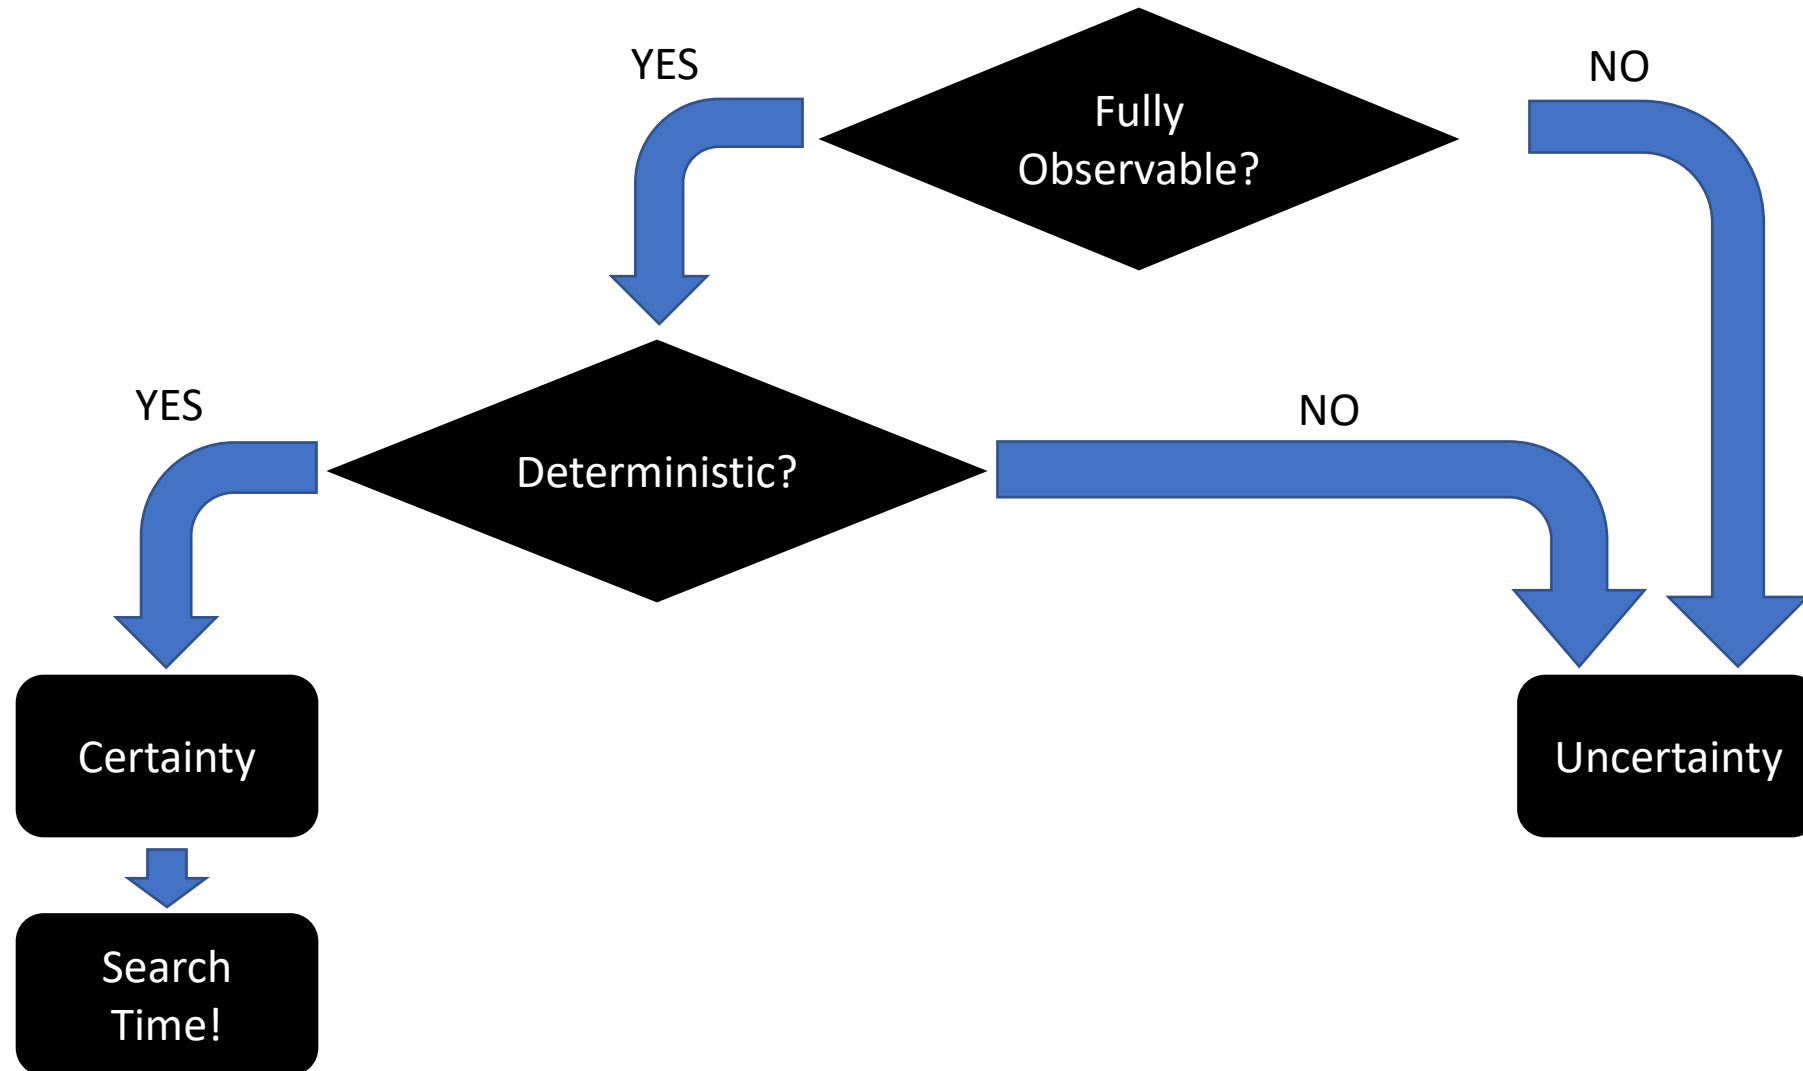 YES
NO
Fully
Observable?
YES
NO
Deterministic?
Certainty
Uncertainty
Search
Time!